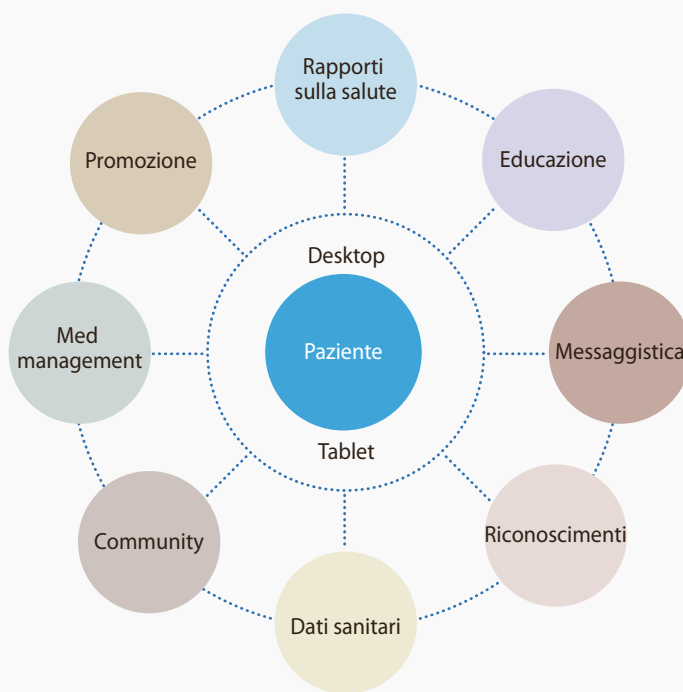 Rapporti
sulla salute
Promozione
Educazione
Desktop
Med
management
Paziente
Messaggistica
Tablet
Community
Riconoscimenti
Dati sanitari